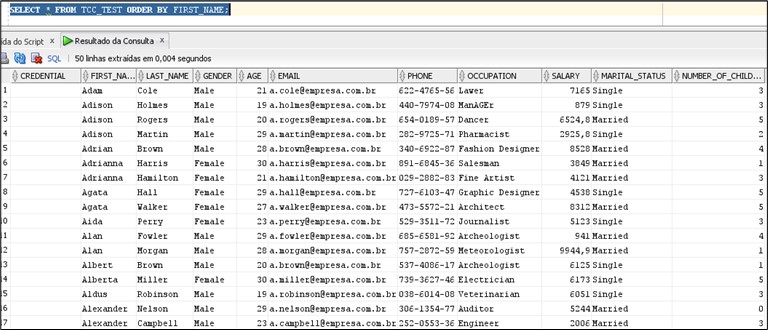 SELECT * FROM TCC_TEST ORDER BY FIRST_NAME;
ída do Script × Resultado da Consulta ×
SQL | 50 linhas extraídas em 0,004 segundos
CREDENTIAL FIRST_NA... LAST_NAME GENDER AGE EMAIL PHONE OCCUPATION SALARY MARITAL_STATUS NUMBER_OF_CHILD...
1 Adam Cole Male 21 a.cole@empresa.com.br 622-4765-56 Lawer 7165 Single 3
2 Adison Holmes Male 19 a.holmes@empresa.com.br 440-7974-08 ManAGEr 879 Single 3
3 Adison Rogers Male 20 a.rogers@empresa.com.br 654-0189-57 Dancer 6524,8 Married 5
4 Adison Martin Male 29 a.martin@empresa.com.br 282-9725-71 Pharmacist 2925,8 Single 2
5 Adrian Brown Male 28 a.brown@empresa.com.br 340-6922-87 Fashion Designer 8528 Married 4
6 Adrianna Harris Female 30 a.harris@empresa.com.br 891-6845-36 Salesman 3849 Married 1
7 Adrianna Hamilton Female 21 a.hamilton@empresa.com.br 029-2882-83 Fine Artist 4121 Married 3
8 Agata Hall Female 29 a.hall@empresa.com.br 727-6103-47 Graphic Designer 4538 Single 5
9 Agata Walker Female 27 a.walker@empresa.com.br 473-5572-21 Architect 8312 Married 5
10 Aida Perry Female 23 a.perry@empresa.com.br 529-3511-72 Journalist 5123 Single 3
11 Alan Fowler Male 29 a.fowler@empresa.com.br 685-6581-92 Archeologist 941 Married 4
12 Alan Morgan Male 28 a.morgan@empresa.com.br 757-2872-59 Meteorologist 9944,9 Married 1
13 Albert Brown Male 20 a.brown@empresa.com.br 537-4086-17 Archeologist 6125 Single 1
14 Alberta Miller Female 30 a.miller@empresa.com.br 739-3627-46 Electrician 6173 Single 5
15 Aldus Robinson Male 19 a.robinson@empresa.com.br 038-6014-08 Veterinarian 6051 Single 3
16 Alexander Nelson Male 29 a.nelson@empresa.com.br 306-1354-77 Auditor 5244 Married 0
17 Alexander Campbell Male 23 a.campbell@empresa.com.br 252-0553-36 Engineer 2006 Married 3